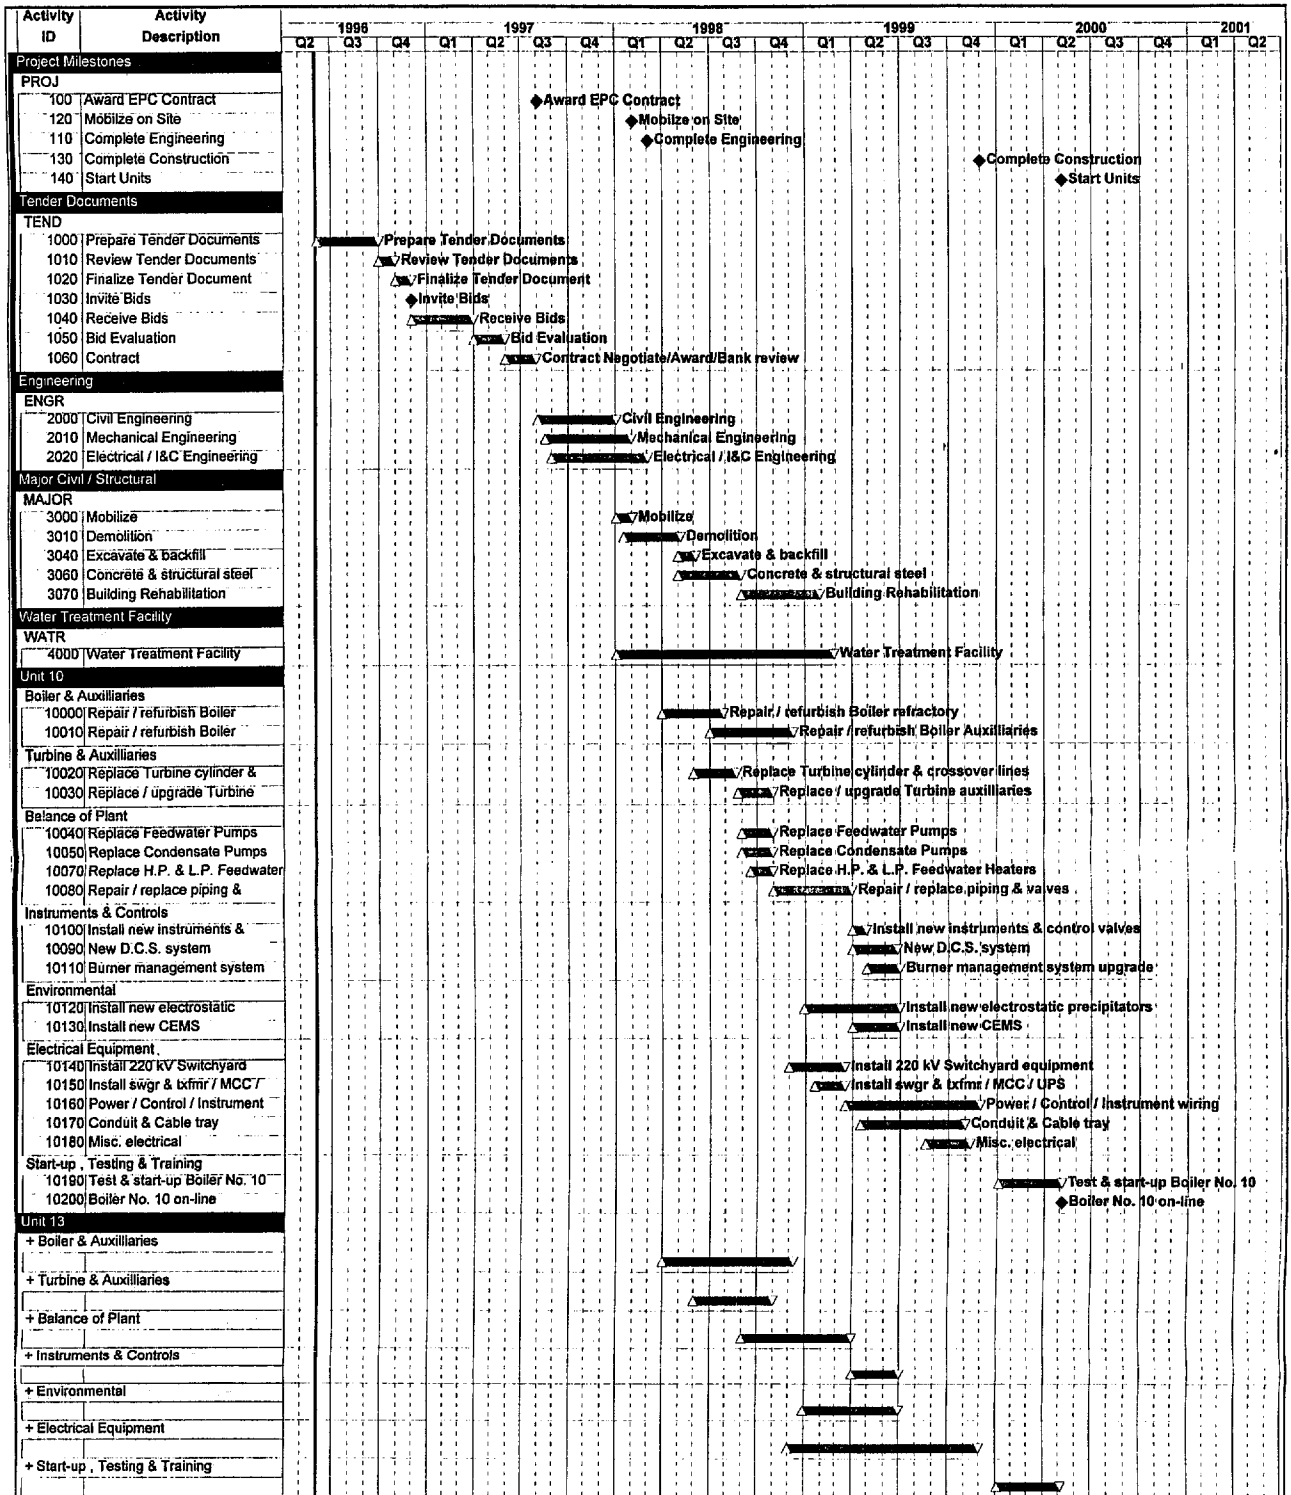 Activity ID Activity Description 1996 1997 1998 1999 2000 2001
Q2 Q3 Q4 Q1 Q2 Q3 Q4 Q1 Q2 Q3 Q4 Q1 Q2 Q3 Q4 Q1 Q2 Q3 Q4 Q1 Q2
Project Milestones
PROJ
100 Award EPC Contract Award EPC Contract
120 Mobilze on Site Mobilze on Site
110 Complete Engineering Complete Engineering
130 Complete Construction Complete Construction
140 Start Units Start Units
Tender Documents
TEND
1000 Prepare Tender Documents Prepare Tender Documents
1010 Review Tender Documents Review Tender Documents
1020 Finalize Tender Document Finalize Tender Document
1030 Invite Bids Invite Bids
1040 Receive Bids Receive Bids
1050 Bid Evaluation Bid Evaluation
1060 Contract Contract Negotiate/Award/Bank review
Engineering
ENGR
2000 Civil Engineering Civil Engineering
2010 Mechanical Engineering Mechanical Engineering
2020 Electrical / I&C Engineering Electrical / I&C Engineering
Major Civil / Structural
MAJOR
3000 Mobilize Mobilize
3010 Demolition Demolition
3040 Excavate & backfill Excavate & backfill
3060 Concrete & structural steel Concrete & structural steel
3070 Building Rehabilitation Building Rehabilitation
Water Treatment Facility
WATR
4000 Water Treatment Facility Water Treatment Facility
Unit 10
Boiler & Auxilliaries
10000 Repair / refurbish Boiler Repair / refurbish Boiler refractory
10010 Repair / refurbish Boiler Repair / refurbish Boiler Auxilliaries
Turbine & Auxilliaries
10020 Replace Turbine cylinder & Replace Turbine cylinder & crossover lines
10030 Replace / upgrade Turbine Replace / upgrade Turbine auxilliaries
Balance of Plant
10040 Replace Feedwater Pumps Replace Feedwater Pumps
10050 Replace Condensate Pumps Replace Condensate Pumps
10070 Replace H.P. & L.P. Feedwater Replace H.P. & L.P. Feedwater Heaters
10080 Repair / replace piping & Repair / replace piping & valves
Instruments & Controls
10100 Install new instruments & Install new instruments & control valves
10090 New D.C.S. system New D.C.S. system
10110 Burner management system Burner management system upgrade
Environmental
10120 Install new electrostatic Install new electrostatic precipitators
10130 Install new CEMS Install new CEMS
Electrical Equipment
10140 Install 220 kV Switchyard Install 220 kV Switchyard equipment
10150 Install swgr & txfmr / MCC / Install swgr & txfmr / MCC / UPS
10160 Power / Control / Instrument Power / Control / Instrument wiring
10170 Conduit & Cable tray Conduit & Cable tray
10180 Misc. electrical Misc. electrical
Start-up , Testing & Training
10190 Test & start-up Boiler No. 10 Test & start-up Boiler No. 10
10200 Boiler No. 10 on-line Boiler No. 10 on-line
Unit 13
+ Boiler & Auxilliaries
+ Turbine & Auxilliaries
+ Balance of Plant
+ Instruments & Controls
+ Environmental
+ Electrical Equipment
+ Start-up , Testing & Training